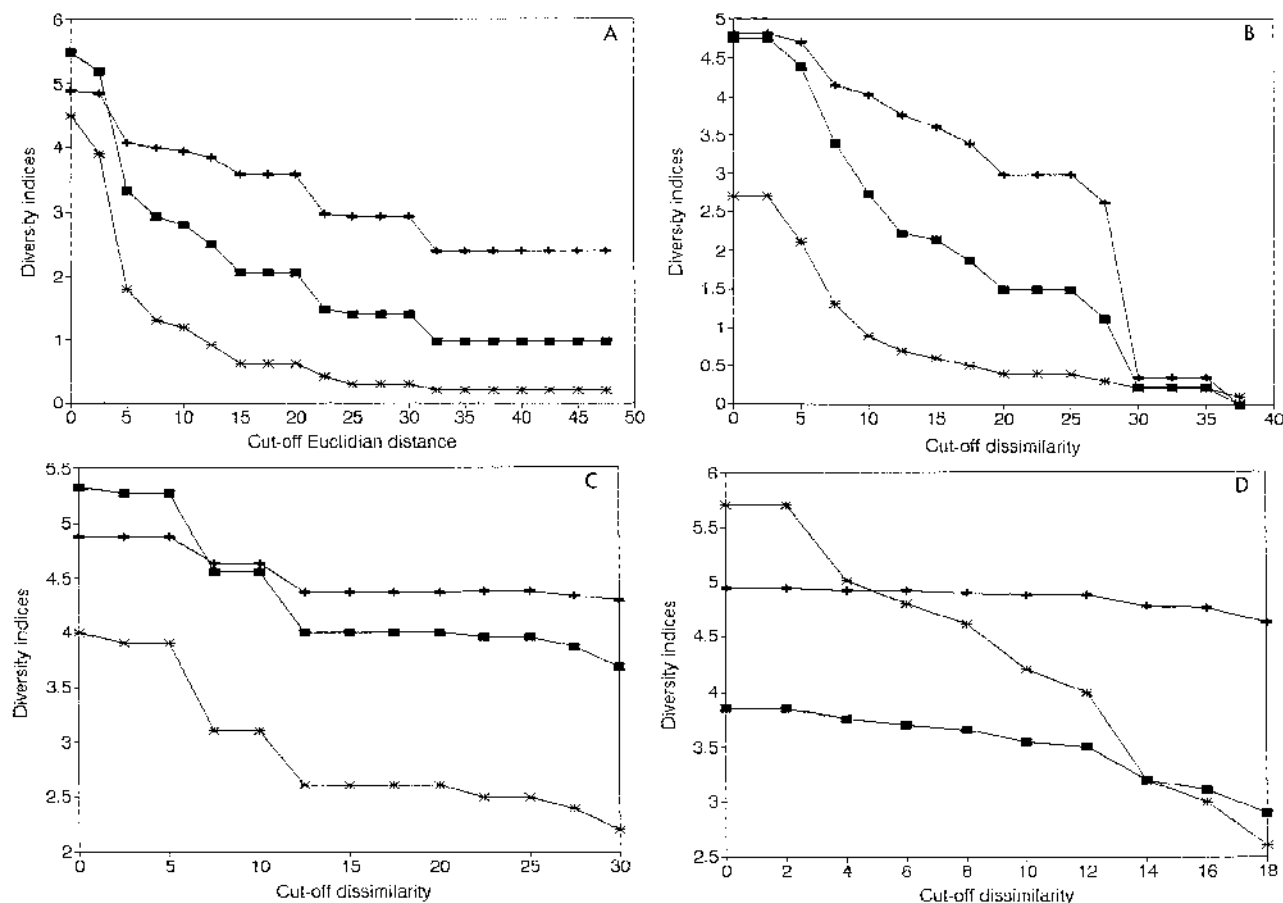 A
6
5
4
3
2
1
0
Diversity indices
0 5 10 15 20 25 30 35 40 45 50
Cut-off Euclidian distance
B
5
4.5
4
3.5
3
2.5
2
1.5
1
0.5
0
Diversity indices
0 5 10 15 20 25 30 35 40
Cut-off dissimilarity
C
5.5
5
4.5
4
3.5
3
2.5
2
Diversity indices
0 5 10 15 20 25 30
Cut-off dissimilarity
D
6
5.5
5
4.5
4
3.5
3
2.5
Diversity indices
0 2 4 6 8 10 12 14 16 18
Cut-off dissimilarity